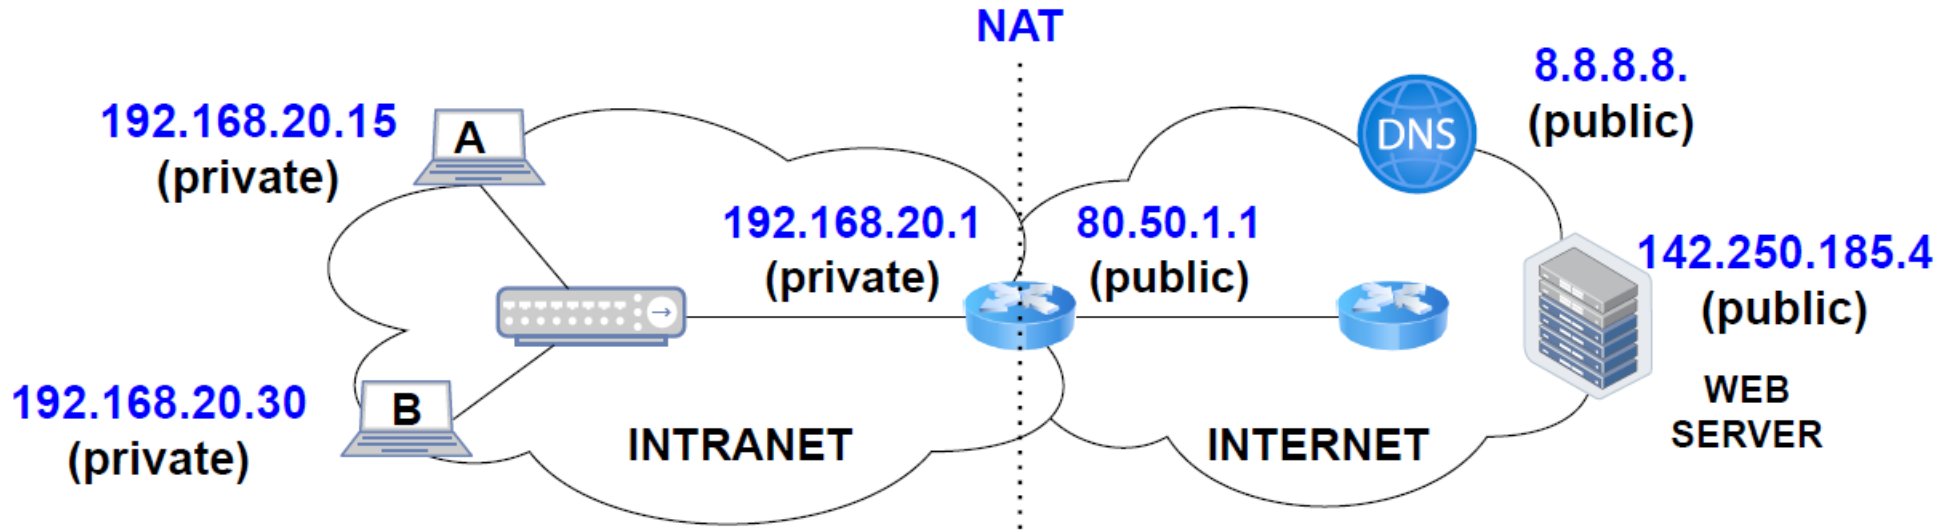 NAT
192.168.20.15
(private)
A
192.168.20.1
(private)
80.50.1.1
(public)
DNS
8.8.8.8.
(public)
142.250.185.4
(public)
WEB
SERVER
192.168.20.30
(private)
B
INTRANET
INTERNET